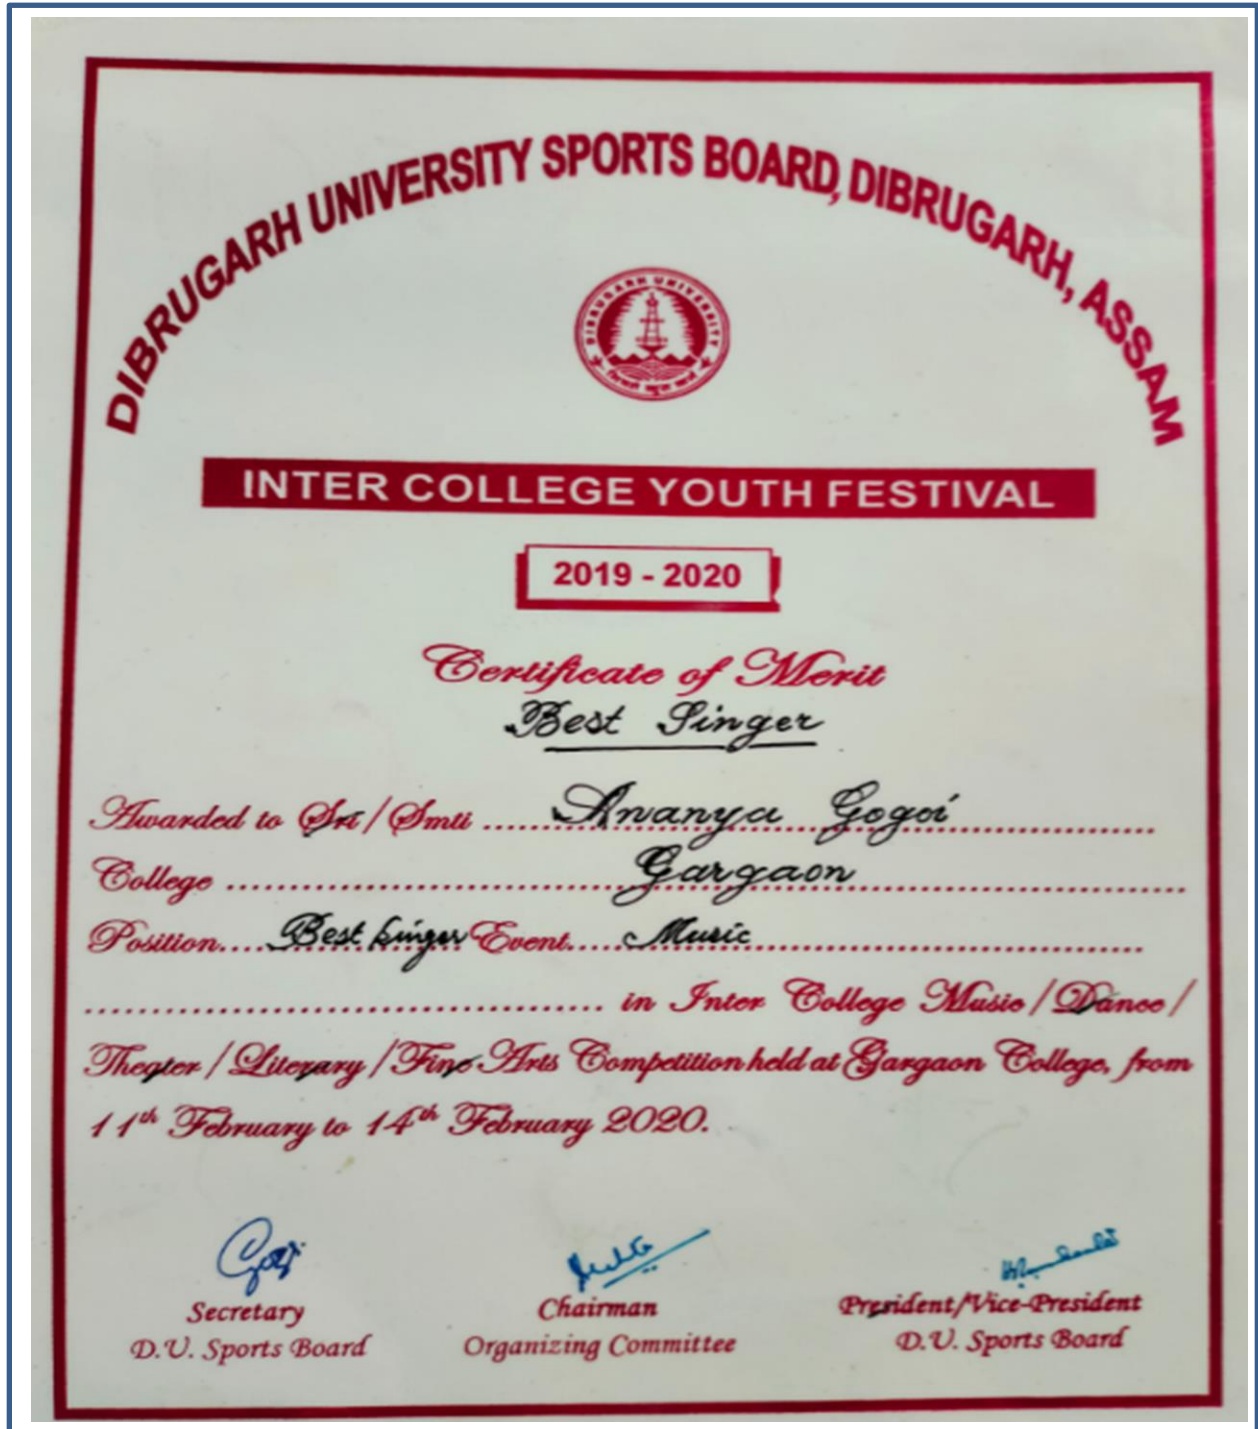 DIBRUGARH UNIVERSITY SPORTS BOARD, DIBRUGARH, ASSAM
DIBRUGARH UNIVERSITY
INTER COLLEGE YOUTH FESTIVAL
2019 - 2020
Certificate of Merit
Best Singer
Awarded to Sri/Smti ..... Ananya Gogoi
College ..... Gargaon
Position.... Best Singer Event.... Music
..... in Inter College Music/Dance/
Theater/Literary/Fine Arts Competition held at Gargaon College, from
11th February to 14th February 2020.
Secretary Chairman President/Vice-President
D.U. Sports Board Organizing Committee D.U. Sports Board